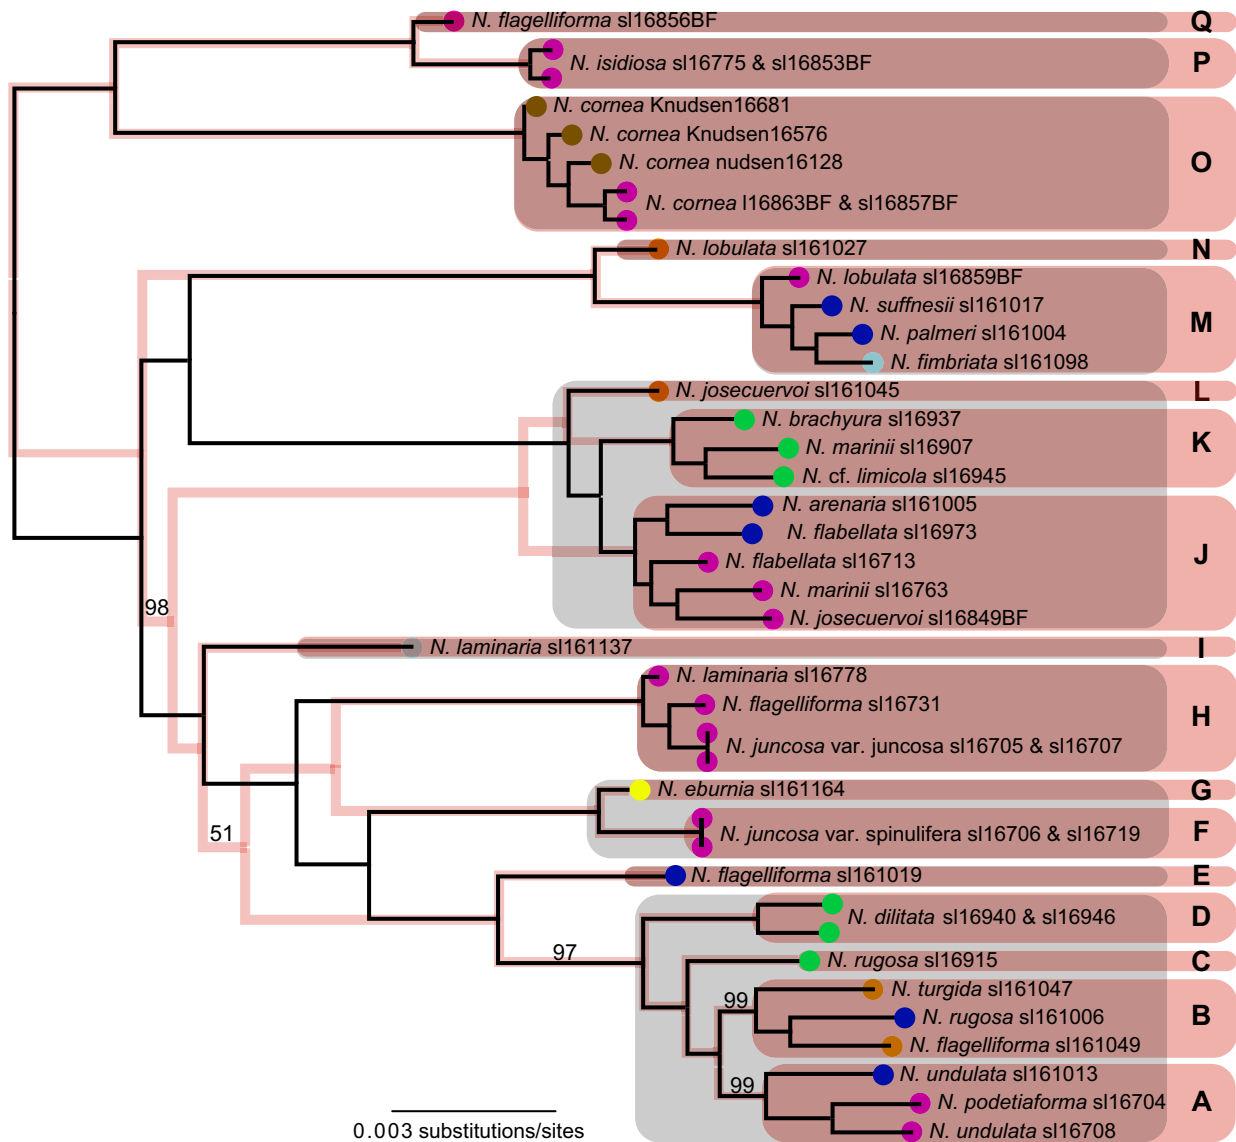 N. flagelliforma sl16856BF Q
N. isidiosa sl16775 & sl16853BF P
N. cornea Knudsen16681
N. cornea Knudsen16576
N. cornea nudsen16128 O
N. cornea l16863BF & sl16857BF
N. lobulata sl161027 N
N. lobulata sl16859BF
N. suffnesii sl161017 M
N. palmeri sl161004
N. fimbriata sl161098
N. josecuervoi sl161045 L
N. brachyura sl16937
N. marinii sl16907 K
N. cf. limicola sl16945
N. arenaria sl161005
N. flabellata sl16973
N. flabellata sl16713 J
N. marinii sl16763
98
N. josecuervoi sl16849BF
N. laminaria sl161137 I
N. laminaria sl16778
N. flagelliforma sl16731 H
N. juncosa var. juncosa sl16705 & sl16707
N. eburnia sl161164 G
51
N. juncosa var. spinulifera sl16706 & sl16719 F
N. flagelliforma sl161019 E
N. dilitata sl16940 & sl16946 D
97
N. rugosa sl16915 C
N. turgida sl161047
99
N. rugosa sl161006 B
N. flagelliforma sl161049
N. undulata sl161013
99
N. podetiaforma sl16704 A
N. undulata sl16708
0.003 substitutions/sites